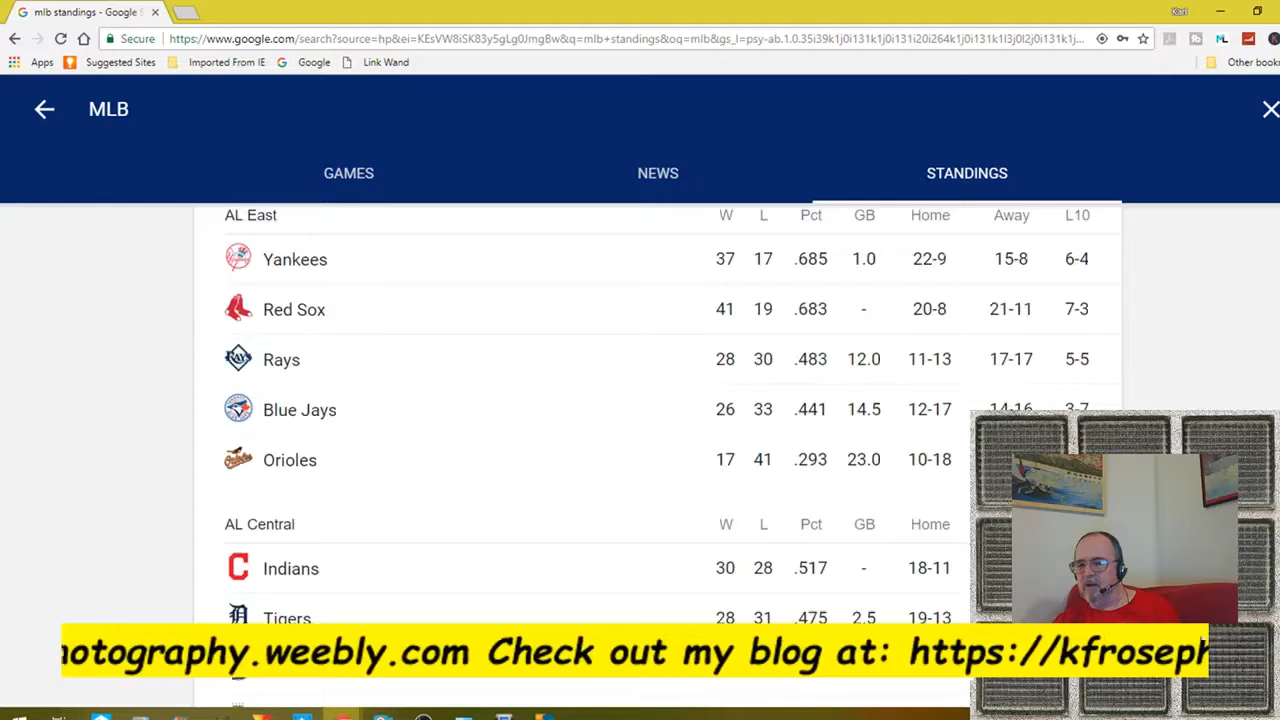 mlb standings - Google S
Karl
Secure https://www.google.com/search?source=hp&ei=KEsVW8iSK83y5gLg0JmgBw&q=mlb+standings&oq=mlb&gs_l=psy-ab.1.0.35i39k1j0i131k1j0i131i20i264k1j0i131k1l3j0l2j0i131k1j...
Apps Suggested Sites Imported From IE Google Link Wand Other book
MLB
GAMES NEWS STANDINGS
AL East W L Pct GB Home Away L10
Yankees 37 17 .685 1.0 22-9 15-8 6-4
Red Sox 41 19 .683 - 20-8 21-11 7-3
Rays 28 30 .483 12.0 11-13 17-17 5-5
Blue Jays 26 33 .441 14.5 12-17 14-16 3-7
Orioles 17 41 .293 23.0 10-18
AL Central W L Pct GB Home
Indians 30 28 .517 - 18-11
Tigers 28 31 .475 2.5 19-13
hotography.weebly.com Check out my blog at: https://kfroseph